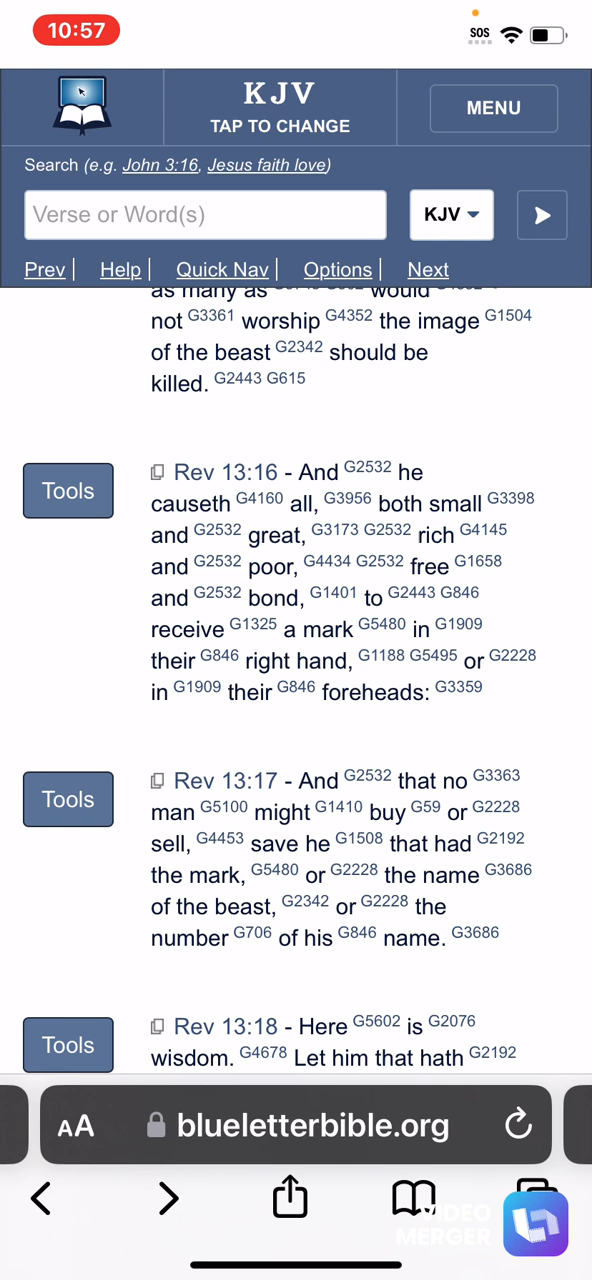 10:57
SOS
KJV
TAP TO CHANGE
MENU
Search (e.g. John 3:16, Jesus faith love)
Verse or Word(s)
KJV
Prev | Help | Quick Nav | Options | Next
as many as would
not G3361 worship G4352 the image G1504
of the beast G2342 should be
killed. G2443 G615
Tools
Rev 13:16 - And G2532 he
causeth G4160 all, G3956 both small G3398
and G2532 great, G3173 G2532 rich G4145
and G2532 poor, G4434 G2532 free G1658
and G2532 bond, G1401 to G2443 G846
receive G1325 a mark G5480 in G1909
their G846 right hand, G1188 G5495 or G2228
in G1909 their G846 foreheads: G3359
Tools
Rev 13:17 - And G2532 that no G3363
man G5100 might G1410 buy G59 or G2228
sell, G4453 save he G1508 that had G2192
the mark, G5480 or G2228 the name G3686
of the beast, G2342 or G2228 the
number G706 of his G846 name. G3686
Tools
Rev 13:18 - Here G5602 is G2076
wisdom. G4678 Let him that hath G2192
AA blueletterbible.org
VIDEO
MERGER